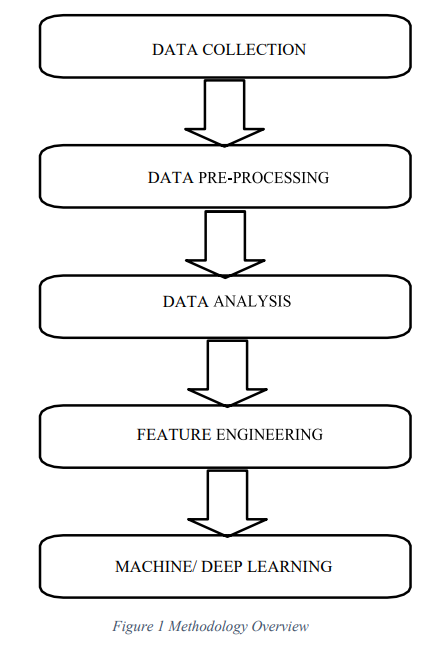 DATA COLLECTION
DATA PRE-PROCESSING
DATA ANALYSIS
FEATURE ENGINEERING
MACHINE/ DEEP LEARNING
Figure 1 Methodology Overview